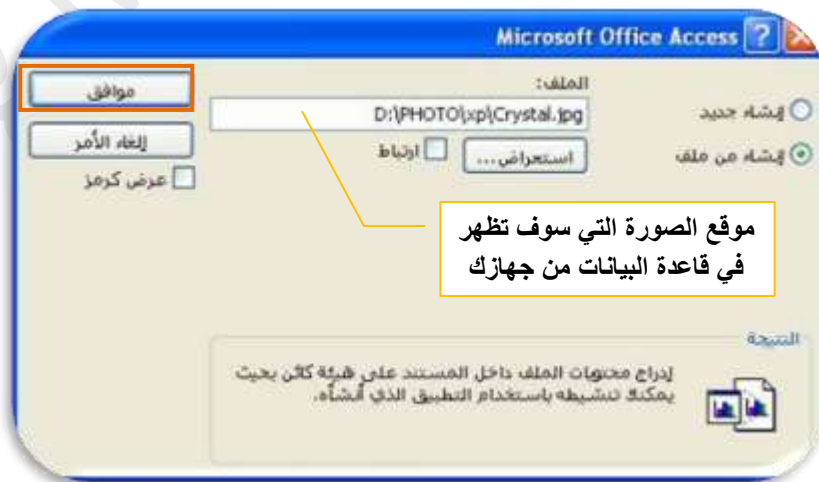 Microsoft Office Access
الملف:
موافق
إنشاء جديد
D:\PHOTO\xp\Crystal.jpg
إلغاء الأمر
إنشاء من ملف
استعراض...
ارتباط
عرض كرمز
موقع الصورة التي سوف تظهر
في قاعدة البيانات من جهازك
النتيجة
إدراج محتويات الملف داخل المستند على هيئة كائن بحيث
يمكنك تنشيطه باستخدام التطبيق الذي أنشأه.